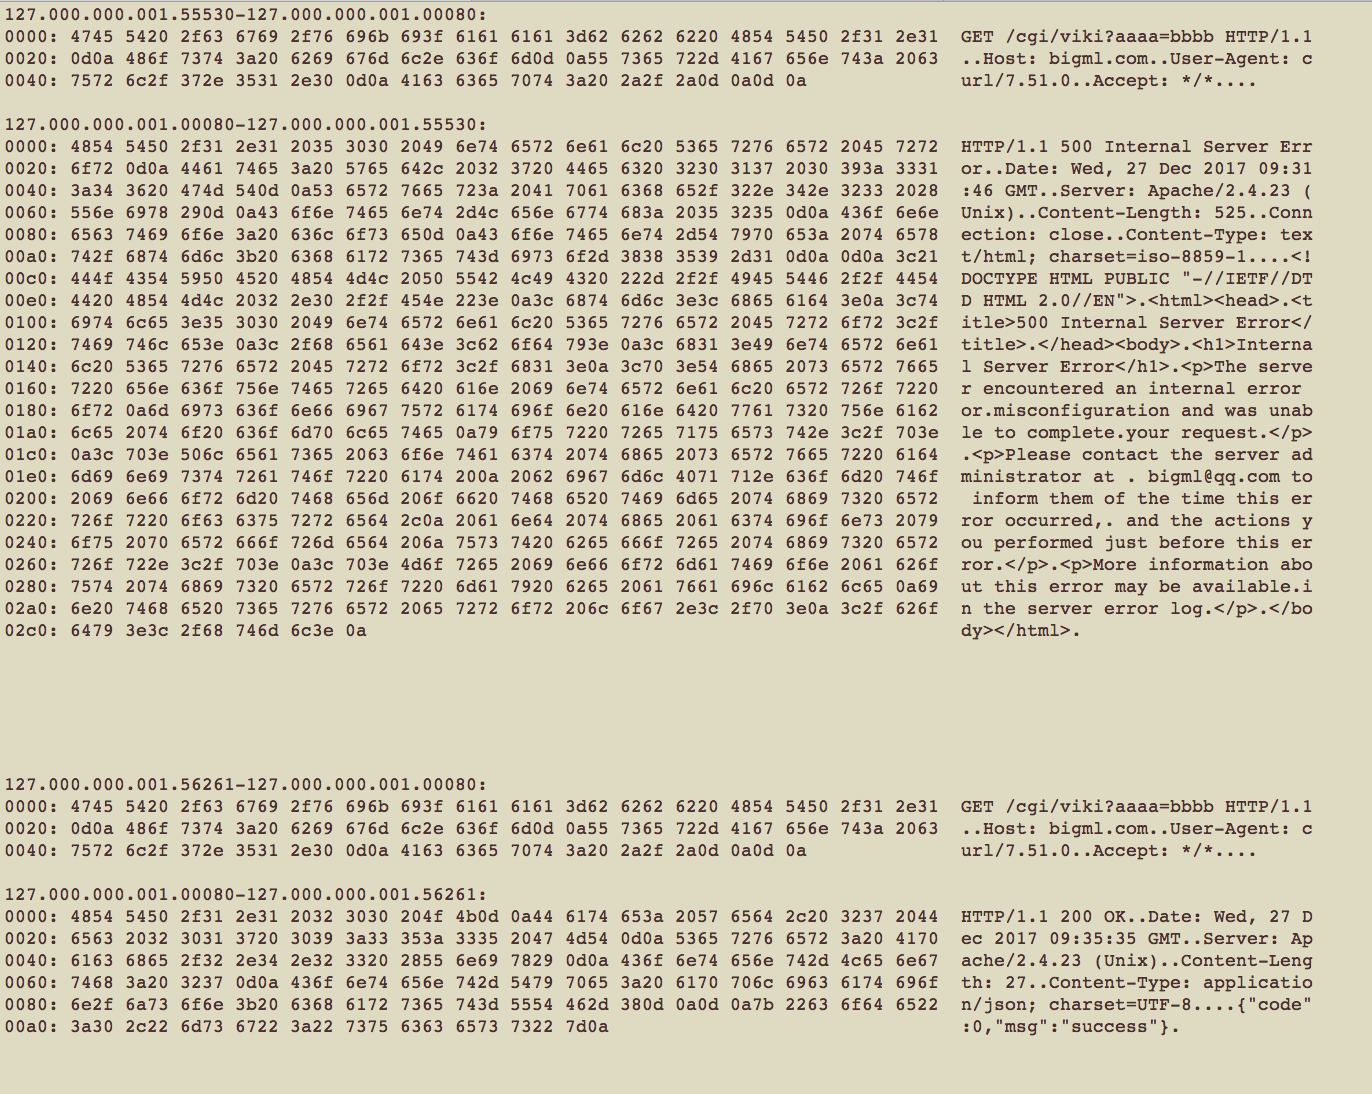 127.000.000.001.55530-127.000.000.001.00080:
0000: 4745 5420 2f63 6769 2f76 696b 693f 6161 6161 3d62 6262 6220 4854 5450 2f31 2e31  GET /cgi/viki?aaaa=bbbb HTTP/1.1
0020: 0d0a 486f 7374 3a20 6269 676d 6c2e 636f 6d0d 0a55 7365 722d 4167 656e 743a 2063  ..Host: bigml.com..User-Agent: c
0040: 7572 6c2f 372e 3531 2e30 0d0a 4163 6365 7074 3a20 2a2f 2a0d 0a0d 0a  url/7.51.0..Accept: */*....
127.000.000.001.00080-127.000.000.001.55530:
0000: 4854 5450 2f31 2e31 2035 3030 2049 6e74 6572 6e61 6c20 5365 7276 6572 2045 7272  HTTP/1.1 500 Internal Server Err
0020: 6f72 0d0a 4461 7465 3a20 5765 642c 2032 3720 4465 6320 3230 3137 2030 393a 3331  or..Date: Wed, 27 Dec 2017 09:31
0040: 3a34 3620 474d 540d 0a53 6572 7665 723a 2041 7061 6368 652f 322e 342e 3233 2028  :46 GMT..Server: Apache/2.4.23 (
0060: 556e 6978 290d 0a43 6f6e 7465 6e74 2d4c 656e 6774 683a 2035 3235 0d0a 436f 6e6e  Unix)..Content-Length: 525..Conn
0080: 6563 7469 6f6e 3a20 636c 6f73 650d 0a43 6f6e 7465 6e74 2d54 7970 653a 2074 6578  ection: close..Content-Type: tex
00a0: 742f 6874 6d6c 3b20 6368 6172 7365 743d 6973 6f2d 3838 3539 2d31 0d0a 0d0a 3c21  t/html; charset=iso-8859-1....<!
00c0: 444f 4354 5950 4520 4854 4d4c 2050 5542 4c49 4320 222d 2f2f 4945 5446 2f2f 4454  DOCTYPE HTML PUBLIC "-//IETF//DT
00e0: 4420 4854 4d4c 2032 2e30 2f2f 454e 223e 0a3c 6874 6d6c 3e3c 6865 6164 3e0a 3c74  D HTML 2.0//EN">.<html><head>.<t
0100: 6974 6c65 3e35 3030 2049 6e74 6572 6e61 6c20 5365 7276 6572 2045 7272 6f72 3c2f  itle>500 Internal Server Error</
0120: 7469 746c 653e 0a3c 2f68 6561 643e 3c62 6f64 793e 0a3c 6831 3e49 6e74 6572 6e61  title>.</head><body>.<h1>Interna
0140: 6c20 5365 7276 6572 2045 7272 6f72 3c2f 6831 3e0a 3c70 3e54 6865 2073 6572 7665  l Server Error</h1>.<p>The serve
0160: 7220 656e 636f 756e 7465 7265 6420 616e 2069 6e74 6572 6e61 6c20 6572 726f 7220  r encountered an internal error
0180: 6f72 0a6d 6973 636f 6e66 6967 7572 6174 696f 6e20 616e 6420 7761 7320 756e 6162  or.misconfiguration and was unab
01a0: 6c65 2074 6f20 636f 6d70 6c65 7465 0a79 6f75 7220 7265 7175 6573 742e 3c2f 703e  le to complete.your request.</p>
01c0: 0a3c 703e 506c 6561 7365 2063 6f6e 7461 6374 2074 6865 2073 6572 7665 7220 6164  .<p>Please contact the server ad
01e0: 6d69 6e69 7374 7261 746f 7220 6174 200a 2062 6967 6d6c 4071 712e 636f 6d20 746f  ministrator at . bigml@qq.com to
0200: 2069 6e66 6f72 6d20 7468 656d 206f 6620 7468 6520 7469 6d65 2074 6869 7320 6572   inform them of the time this er
0220: 726f 7220 6f63 6375 7272 6564 2c0a 2061 6e64 2074 6865 2061 6374 696f 6e73 2079  ror occurred,. and the actions y
0240: 6f75 2070 6572 666f 726d 6564 206a 7573 7420 6265 666f 7265 2074 6869 7320 6572  ou performed just before this er
0260: 726f 722e 3c2f 703e 0a3c 703e 4d6f 7265 2069 6e66 6f72 6d61 7469 6f6e 2061 626f  ror.</p>.<p>More information abo
0280: 7574 2074 6869 7320 6572 726f 7220 6d61 7920 6265 2061 7661 696c 6162 6c65 0a69  ut this error may be available.i
02a0: 6e20 7468 6520 7365 7276 6572 2065 7272 6f72 206c 6f67 2e3c 2f70 3e0a 3c2f 626f  n the server error log.</p>.</bo
02c0: 6479 3e3c 2f68 746d 6c3e 0a  dy></html>.
127.000.000.001.56261-127.000.000.001.00080:
0000: 4745 5420 2f63 6769 2f76 696b 693f 6161 6161 3d62 6262 6220 4854 5450 2f31 2e31  GET /cgi/viki?aaaa=bbbb HTTP/1.1
0020: 0d0a 486f 7374 3a20 6269 676d 6c2e 636f 6d0d 0a55 7365 722d 4167 656e 743a 2063  ..Host: bigml.com..User-Agent: c
0040: 7572 6c2f 372e 3531 2e30 0d0a 4163 6365 7074 3a20 2a2f 2a0d 0a0d 0a  url/7.51.0..Accept: */*....
127.000.000.001.00080-127.000.000.001.56261:
0000: 4854 5450 2f31 2e31 2032 3030 204f 4b0d 0a44 6174 653a 2057 6564 2c20 3237 2044  HTTP/1.1 200 OK..Date: Wed, 27 D
0020: 6563 2032 3031 3720 3039 3a33 353a 3335 2047 4d54 0d0a 5365 7276 6572 3a20 4170  ec 2017 09:35:35 GMT..Server: Ap
0040: 6163 6865 2f32 2e34 2e32 3320 2855 6e69 7829 0d0a 436f 6e74 656e 742d 4c65 6e67  ache/2.4.23 (Unix)..Content-Leng
0060: 7468 3a20 3237 0d0a 436f 6e74 656e 742d 5479 7065 3a20 6170 706c 6963 6174 696f  th: 27..Content-Type: applicatio
0080: 6e2f 6a73 6f6e 3b20 6368 6172 7365 743d 5554 462d 380d 0a0d 0a7b 2263 6f64 6522  n/json; charset=UTF-8....{"code"
00a0: 3a30 2c22 6d73 6722 3a22 7375 6363 6573 7322 7d0a  :0,"msg":"success"}.